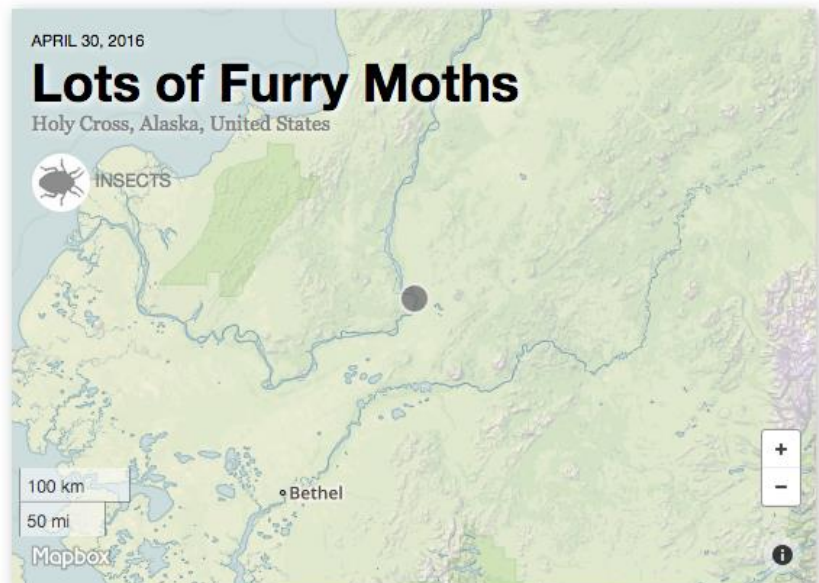 APRIL 30, 2016
Lots of Furry Moths
Holy Cross, Alaska, United States
INSECTS
+
−
100 km
Bethel
50 mi
Mapbox
i